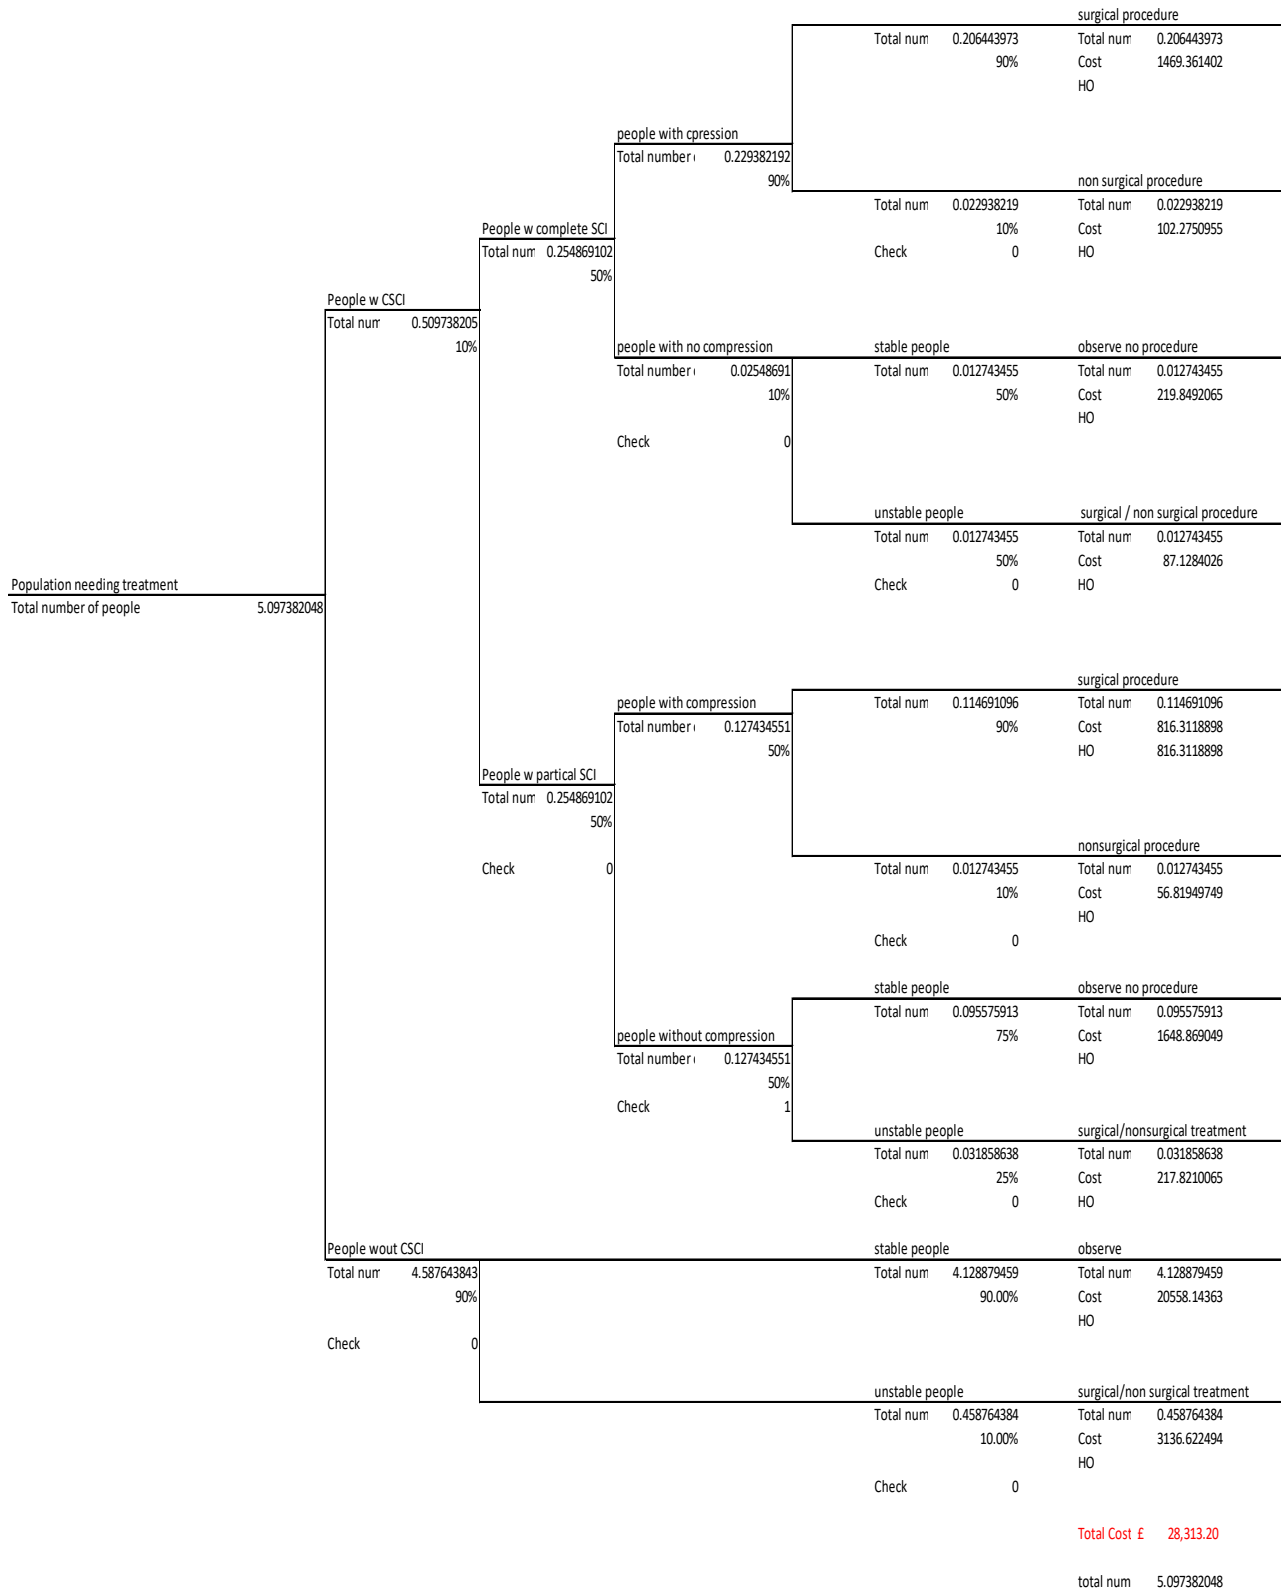 surgical procedure
Total num 0.206443973 Total num 0.206443973
90% Cost 1469.361402
HO
people with cpression
Total number 0.229382192
90% non surgical procedure
Total num 0.022938219 Total num 0.022938219
People w complete SCI 10% Cost 102.2750955
Total num 0.254869102 Check 0 HO
50%
People w CSCI
Total num 0.509738205
10% people with no compression stable people observe no procedure
Total number 0.02548691 Total num 0.012743455 Total num 0.012743455
10% 50% Cost 219.8492065
HO
Check 0
unstable people surgical / non surgical procedure
Total num 0.012743455 Total num 0.012743455
50% Cost 87.1284026
Population needing treatment Check 0 HO
Total number of people 5.097382048
surgical procedure
people with compression Total num 0.114691096 Total num 0.114691096
Total number 0.127434551 90% Cost 816.3118898
50% HO 816.3118898
People w partical SCI
Total num 0.254869102
50%
nonsurgical procedure
Check 0 Total num 0.012743455 Total num 0.012743455
10% Cost 56.81949749
HO
Check 0
stable people observe no procedure
Total num 0.095575913 Total num 0.095575913
people without compression 75% Cost 1648.869049
Total number 0.127434551 HO
50%
Check 1
unstable people surgical/nonsurgical treatment
Total num 0.031858638 Total num 0.031858638
25% Cost 217.8210065
Check 0 HO
People wout CSCI stable people observe
Total num 4.587643843 Total num 4.128879459 Total num 4.128879459
90% 90.00% Cost 20558.14363
HO
Check 0
unstable people surgical/non surgical treatment
Total num 0.458764384 Total num 0.458764384
10.00% Cost 3136.622494
HO
Check 0
Total Cost £ 28,313.20
total num 5.097382048